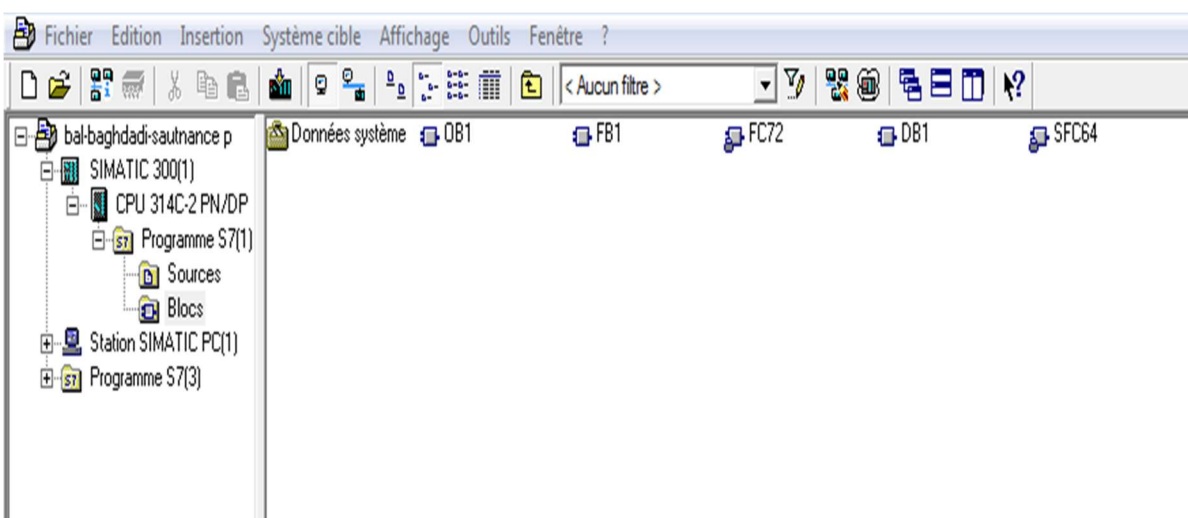 Fichier Edition Insertion Système cible Affichage Outils Fenêtre ?
< Aucun filtre >
bal-baghdadi-sautnance p
SIMATIC 300(1)
CPU 314C-2 PN/DP
Programme S7(1)
Sources
Blocs
Station SIMATIC PC(1)
Programme S7(3)
Données système OB1 FB1 FC72 DB1 SFC64